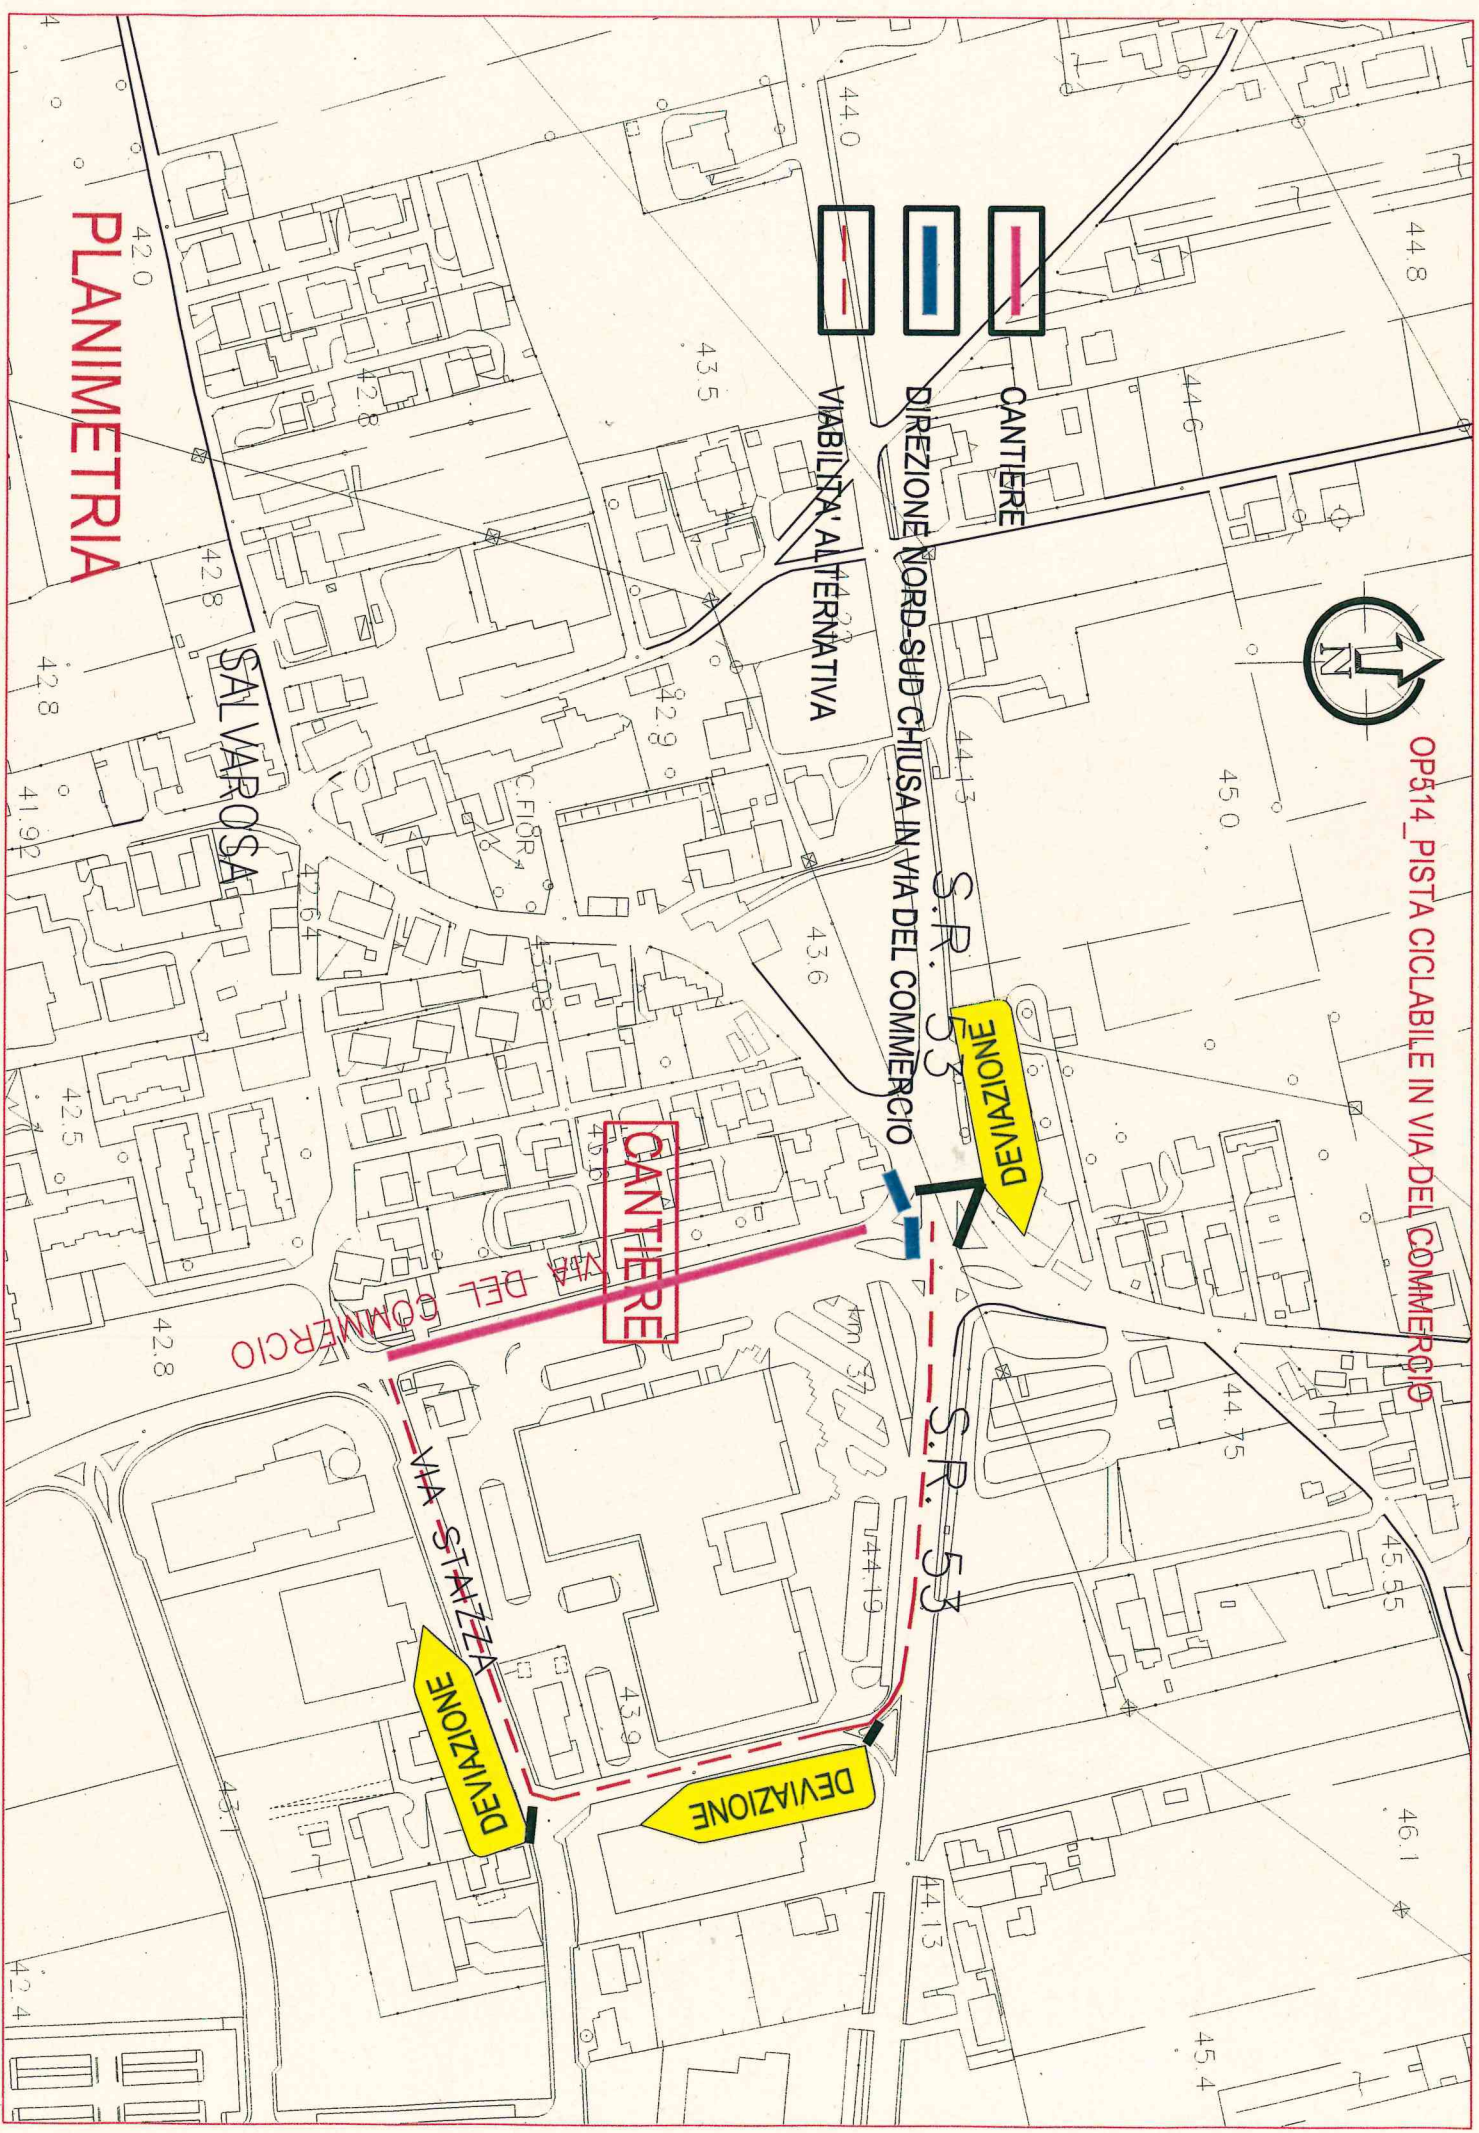 OP514_PISTA CICLABILE IN VIA DEL COMMERCIO
N
CANTIERE
DIREZIONE NORD-SUD CHIUSA IN VIA DEL COMMERCIO
VIABILITA' ALTERNATIVA
44.8
44.6
45.0
44.75
45.55
46.1
45.4
44.0
44.13
S.R. 53
DEVIAZIONE
S.R. 53
44.13
43.5
43.6
Km 37
44.19
DEVIAZIONE
42.9
C.FIOR
43.08
CANTIERE
VIA DEL COMMERCIO
43.9
VIA STAIZZA
DEVIAZIONE
42.8
42.8
SALVAROSA
42.64
42.8
43.1
42.0
42.8
41.92
42.5
42.4
PLANIMETRIA